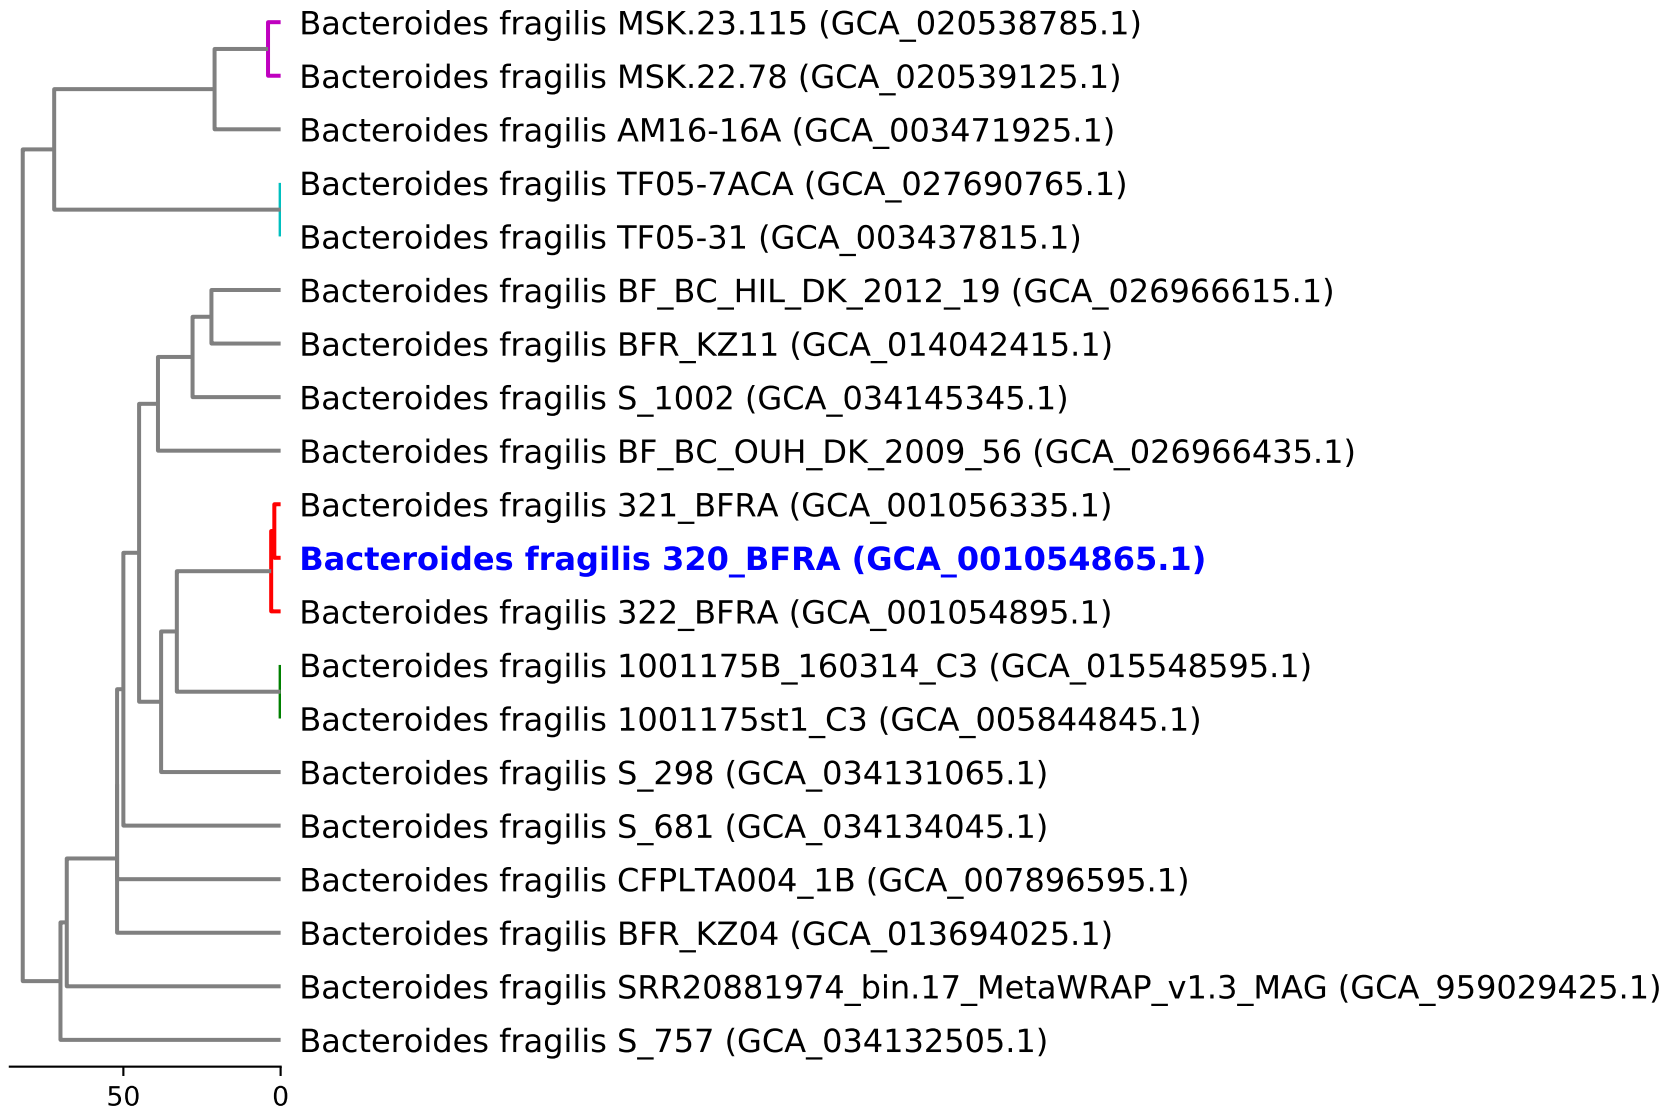 Bacteroides fragilis MSK.23.115 (GCA_020538785.1)
Bacteroides fragilis MSK.22.78 (GCA_020539125.1)
Bacteroides fragilis AM16-16A (GCA_003471925.1)
Bacteroides fragilis TF05-7ACA (GCA_027690765.1)
Bacteroides fragilis TF05-31 (GCA_003437815.1)
Bacteroides fragilis BF_BC_HIL_DK_2012_19 (GCA_026966615.1)
Bacteroides fragilis BFR_KZ11 (GCA_014042415.1)
Bacteroides fragilis S_1002 (GCA_034145345.1)
Bacteroides fragilis BF_BC_OUH_DK_2009_56 (GCA_026966435.1)
Bacteroides fragilis 321_BFRA (GCA_001056335.1)
Bacteroides fragilis 320_BFRA (GCA_001054865.1)
Bacteroides fragilis 322_BFRA (GCA_001054895.1)
Bacteroides fragilis 1001175B_160314_C3 (GCA_015548595.1)
Bacteroides fragilis 1001175st1_C3 (GCA_005844845.1)
Bacteroides fragilis S_298 (GCA_034131065.1)
Bacteroides fragilis S_681 (GCA_034134045.1)
Bacteroides fragilis CFPLTA004_1B (GCA_007896595.1)
Bacteroides fragilis BFR_KZ04 (GCA_013694025.1)
Bacteroides fragilis SRR20881974_bin.17_MetaWRAP_v1.3_MAG (GCA_959029425.1)
Bacteroides fragilis S_757 (GCA_034132505.1)
50 0